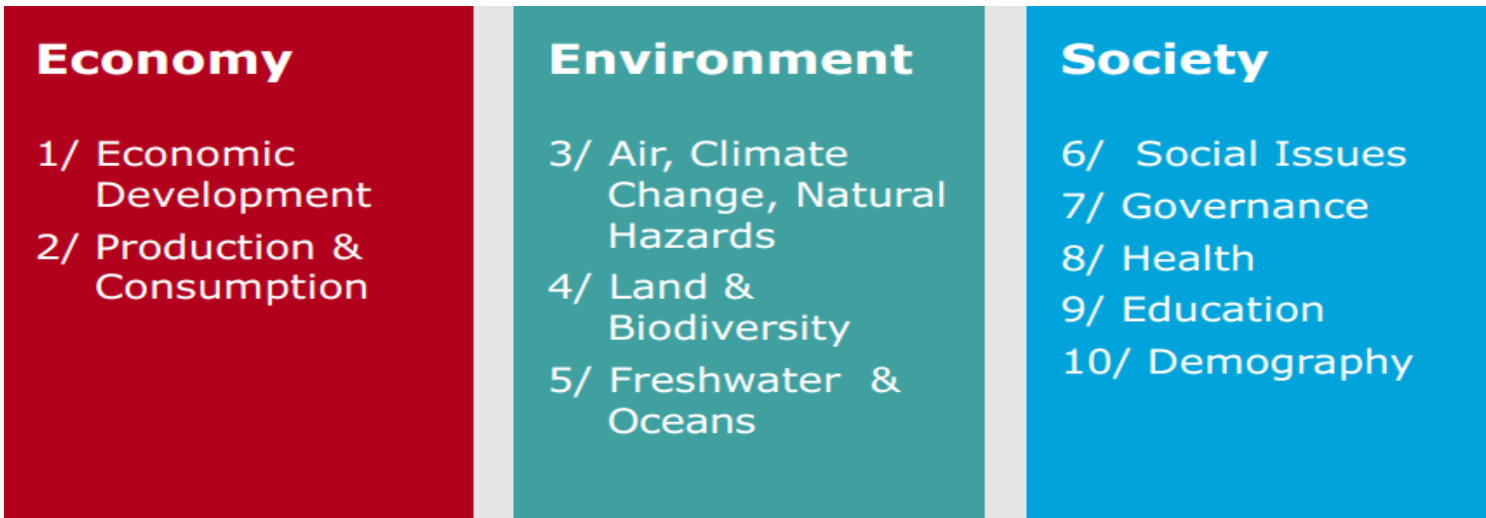 Economy
1/ Economic
Development
2/ Production &
Consumption
Environment
3/ Air, Climate
Change, Natural
Hazards
4/ Land &
Biodiversity
5/ Freshwater &
Oceans
Society
6/ Social Issues
7/ Governance
8/ Health
9/ Education
10/ Demography